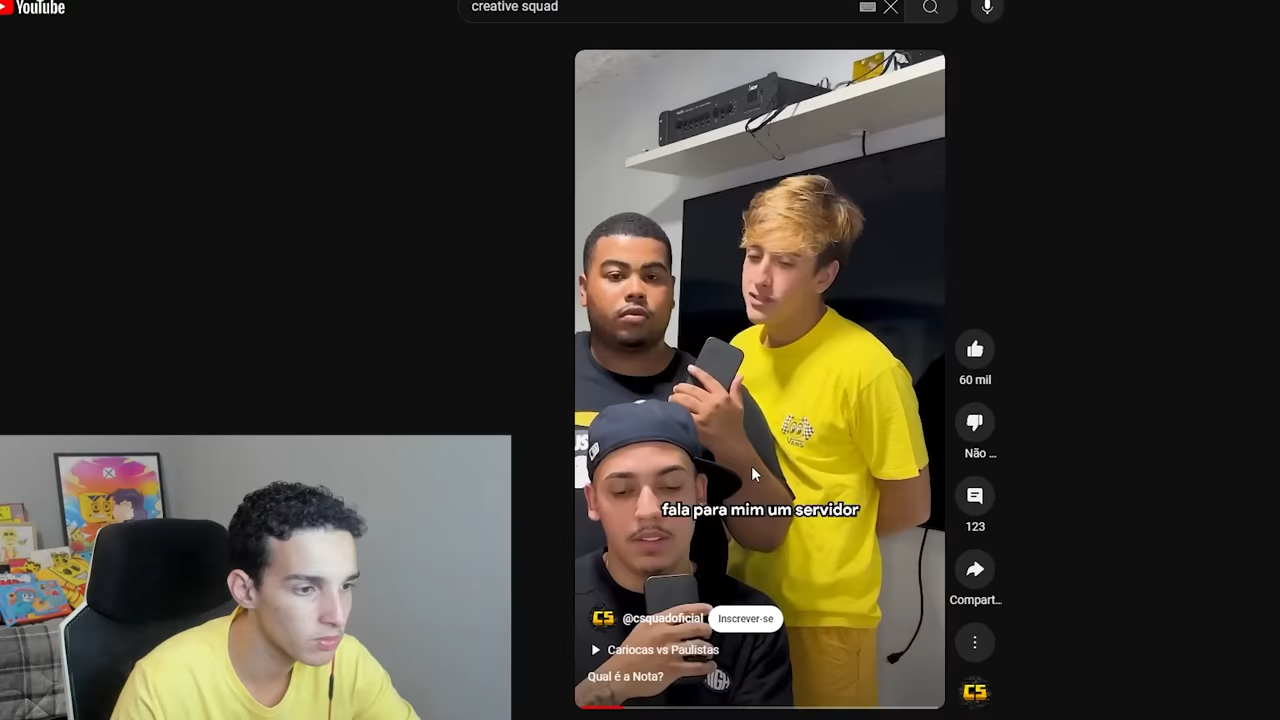 YouTube
creative squad
VANS
60 mil
Não ...
fala para mim um servidor
123
Compart...
CS @csquadoficial Inscrever-se
Cariocas vs Paulistas
Qual é a Nota?
CS